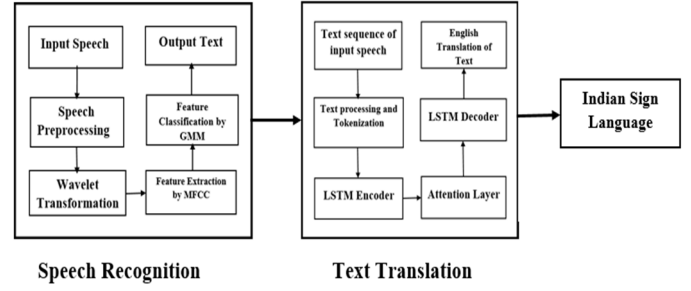 Input Speech
Speech
Preprocessing
Wavelet
Transformation
Feature Extraction
by MFCC
Feature
Classification by
GMM
Output Text
Speech Recognition
Text sequence of
input speech
Text processing and
Tokenization
LSTM Encoder
Attention Layer
LSTM Decoder
English
Translation of
Text
Text Translation
Indian Sign
Language